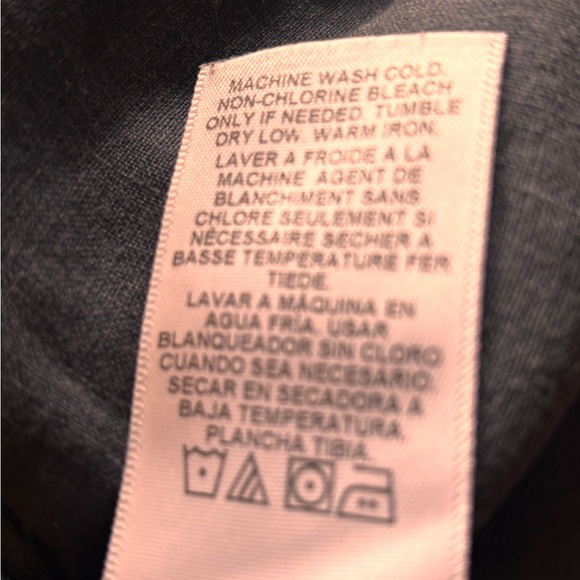 MACHINE WASH COLD.
NON-CHLORINE BLEACH
ONLY IF NEEDED. TUMBLE
DRY LOW. WARM IRON.
LAVER A FROIDE A LA
MACHINE. AGENT DE
BLANCHIMENT SANS
CHLORE SEULEMENT SI
NÉCESSAIRE SECHER A
BASSE TEMPERATURE FER
TIEDE.
LAVAR A MÁQUINA EN
AGUA FRÍA. USAR
BLANQUEADOR SIN CLORO
CUANDO SEA NECESARIO.
SECAR EN SECADORA A
BAJA TEMPERATURA.
PLANCHA TIBIA.